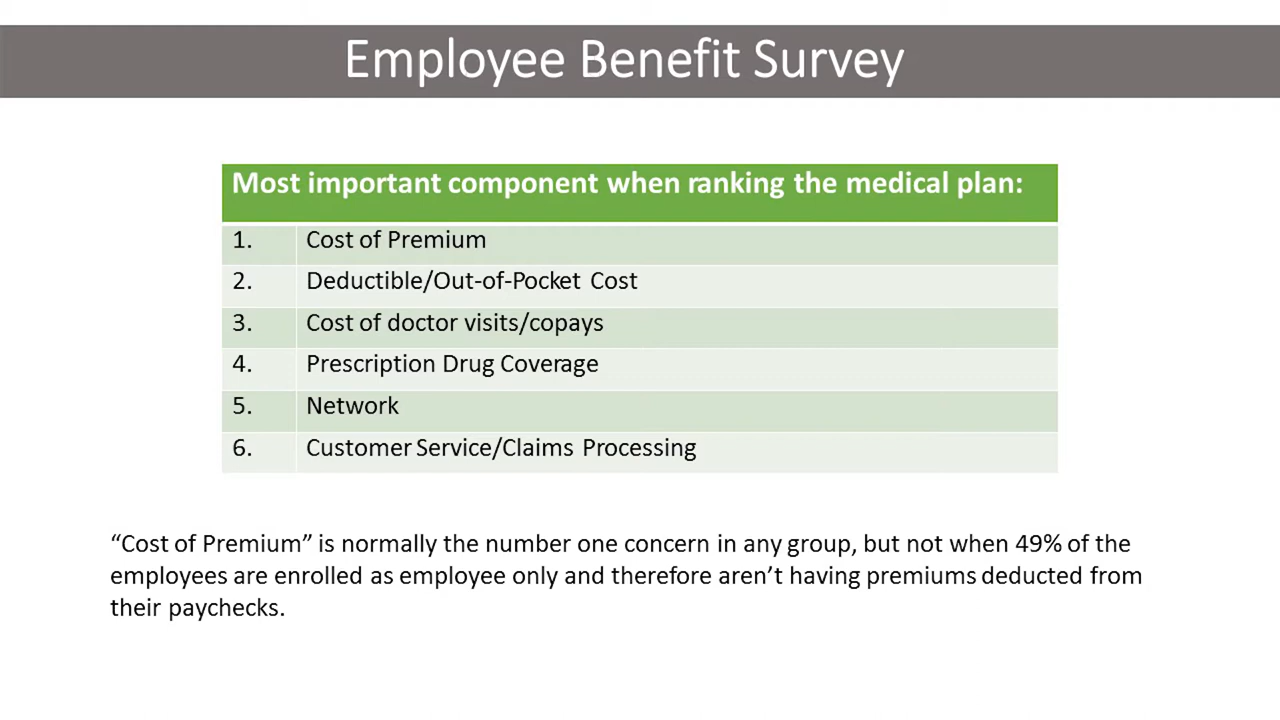 Employee Benefit Survey
Most important component when ranking the medical plan:
1. Cost of Premium
2. Deductible/Out-of-Pocket Cost
3. Cost of doctor visits/copays
4. Prescription Drug Coverage
5. Network
6. Customer Service/Claims Processing
“Cost of Premium” is normally the number one concern in any group, but not when 49% of the
employees are enrolled as employee only and therefore aren’t having premiums deducted from
their paychecks.